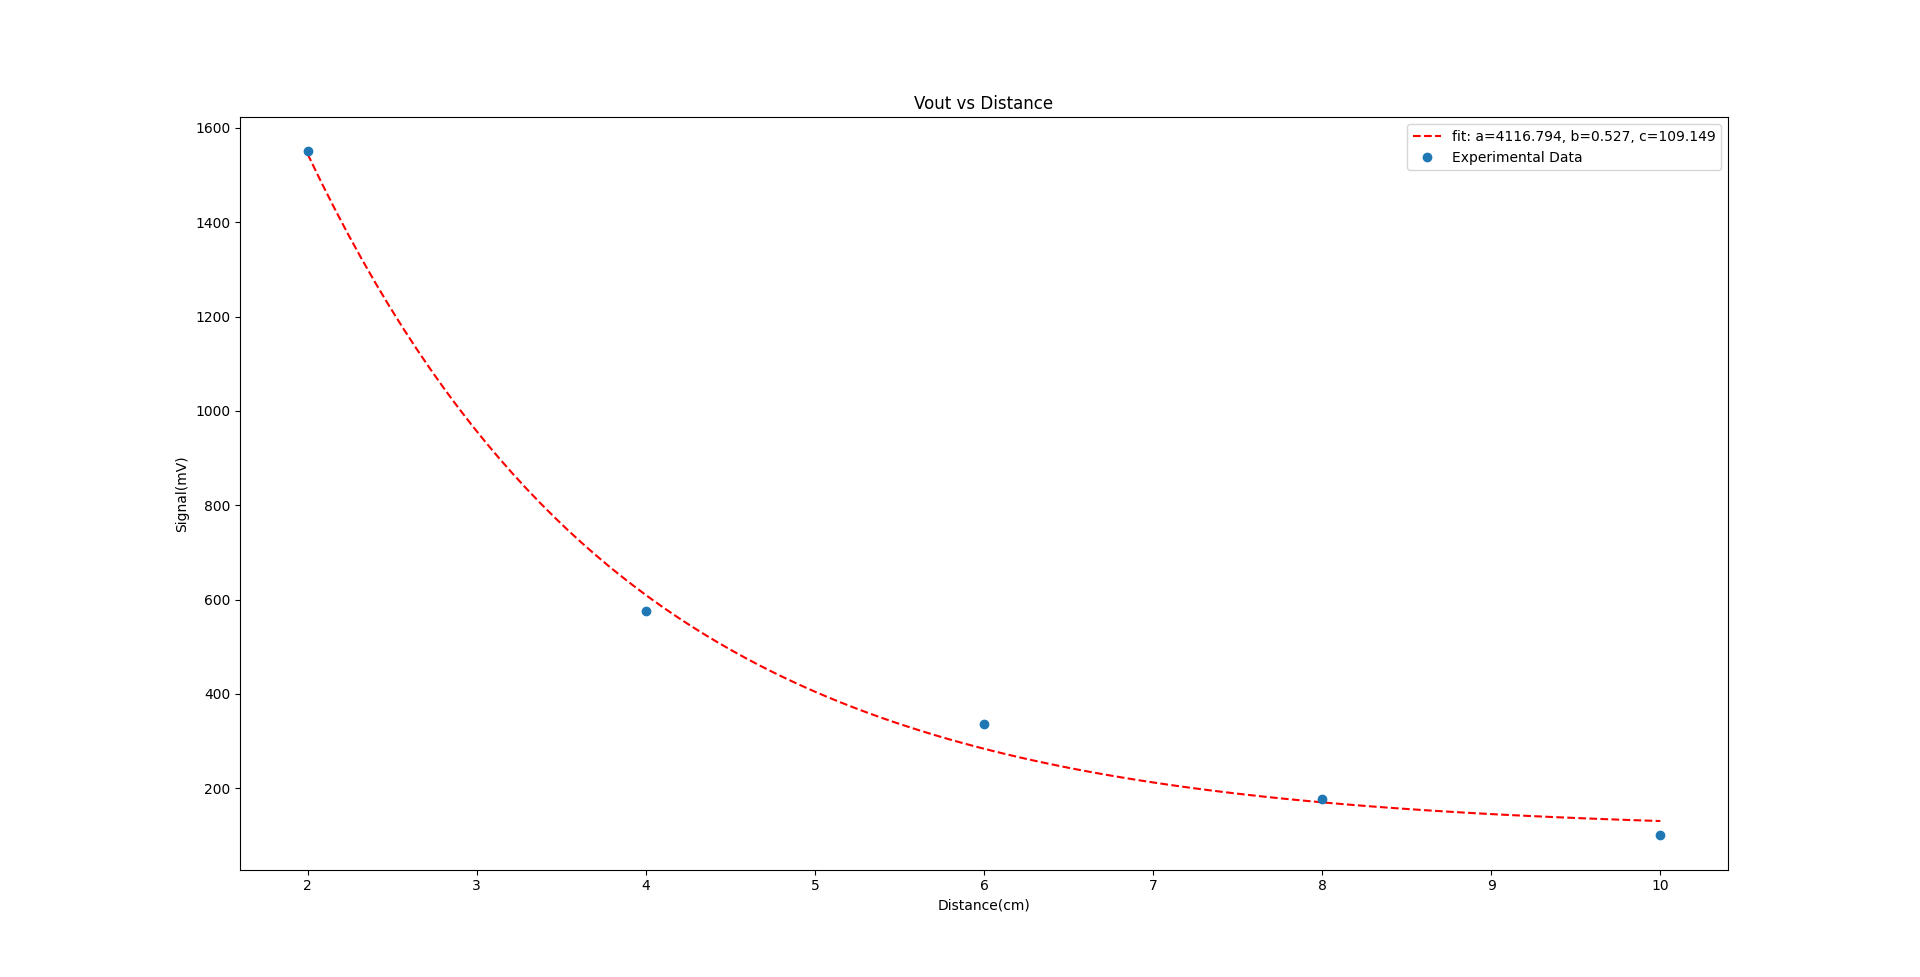 Vout vs Distance
fit: a=4116.794, b=0.527, c=109.149
Experimental Data
1600
1400
1200
1000
800
600
400
200
Signal(mV)
2 3 4 5 6 7 8 9 10
Distance(cm)